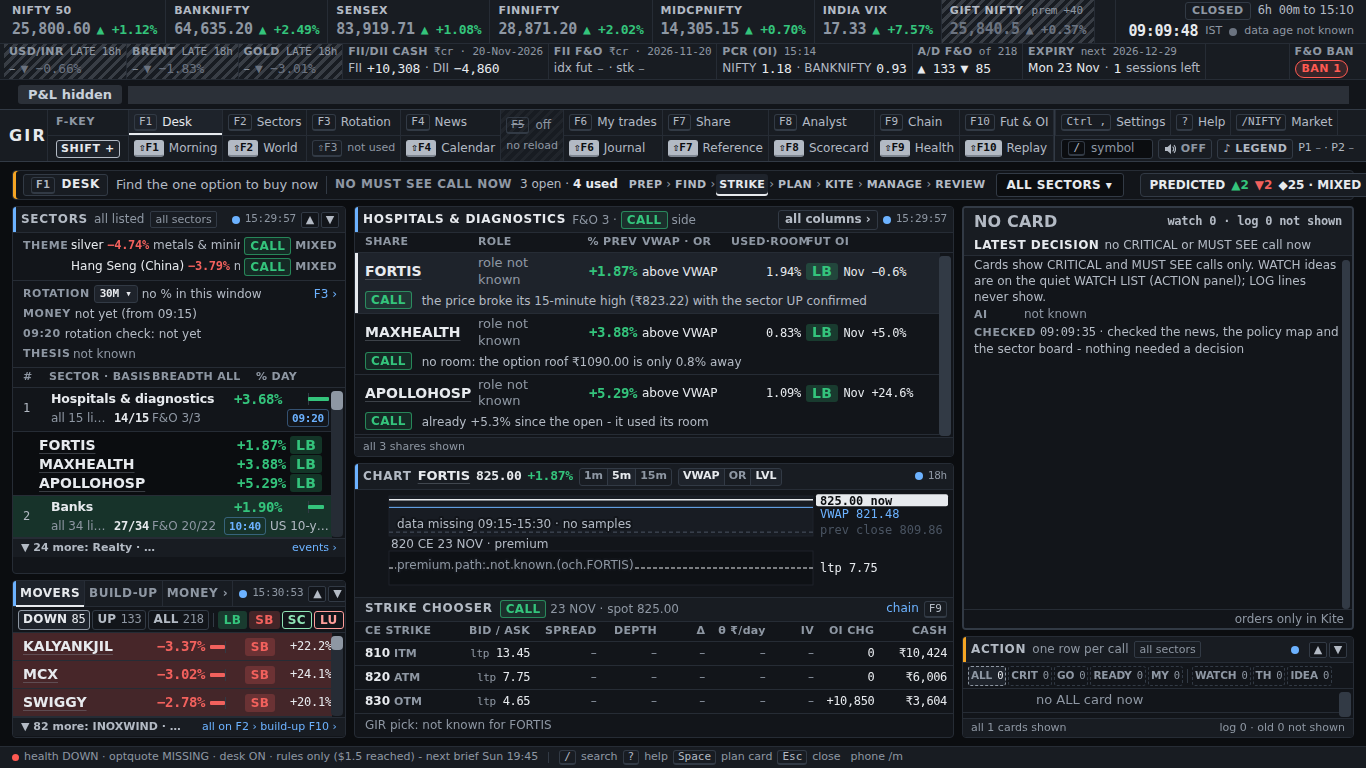 NIFTY 50
25,800.60 ▲ +1.12%
BANKNIFTY
64,635.20 ▲ +2.49%
SENSEX
83,919.71 ▲ +1.08%
FINNIFTY
28,871.20 ▲ +2.02%
MIDCPNIFTY
14,305.15 ▲ +0.70%
INDIA VIX
17.33 ▲ +7.57%
GIFT NIFTY prem +40
25,840.5 ▲ +0.37%
CLOSED 6h 00m to 15:10
09:09:48 IST ● data age not known
USD/INR LATE 18h
– ▼ −0.66%
BRENT LATE 18h
– ▼ −1.83%
GOLD LATE 18h
– ▼ −3.01%
FII/DII CASH ₹cr · 20-Nov-2026
FII +10,308 · DII −4,860
FII F&O ₹cr · 2026-11-20
idx fut – · stk –
PCR (OI) 15:14
NIFTY 1.18 · BANKNIFTY 0.93
A/D F&O of 218
▲ 133 ▼ 85
EXPIRY next 2026-12-29
Mon 23 Nov · 1 sessions left
F&O BAN
BAN 1
P&L hidden
GIR
F-KEY
F1 Desk
F2 Sectors
F3 Rotation
F4 News
F5 off
no reload
F6 My trades
F7 Share
F8 Analyst
F9 Chain
F10 Fut & OI
Ctrl , Settings
? Help
/NIFTY Market
SHIFT +
⇧F1 Morning
⇧F2 World
⇧F3 not used
⇧F4 Calendar
⇧F6 Journal
⇧F7 Reference
⇧F8 Scorecard
⇧F9 Health
⇧F10 Replay
/ symbol
OFF
♪ LEGEND
P1 – · P2 –
F1 DESK Find the one option to buy now
NO MUST SEE CALL NOW 3 open · 4 used
PREP › FIND › STRIKE › PLAN › KITE › MANAGE › REVIEW
ALL SECTORS ▾
PREDICTED ▲2 ▼2 ◆25 · MIXED
SECTORS all listed all sectors ● 15:29:57 ▲ ▼
THEME silver −4.74% metals & minir CALL MIXED
Hang Seng (China) −3.79% n CALL MIXED
ROTATION 30M ▾ no % in this window F3 ›
MONEY not yet (from 09:15)
09:20 rotation check: not yet
THESIS not known
# SECTOR · BASIS BREADTH ALL % DAY
1 Hospitals & diagnostics +3.68%
all 15 li… 14/15 F&O 3/3 09:20
FORTIS +1.87% LB
MAXHEALTH +3.88% LB
APOLLOHOSP +5.29% LB
2 Banks +1.90%
all 34 li… 27/34 F&O 20/22 10:40 US 10-y…
▼ 24 more: Realty · … events ›
MOVERS BUILD-UP MONEY › ● 15:30:53 ▲ ▼
DOWN 85 UP 133 ALL 218 LB SB SC LU
KALYANKJIL −3.37% SB +22.2%
MCX −3.02% SB +24.1%
SWIGGY −2.78% SB +20.1%
▼ 82 more: INOXWIND · … all on F2 › build-up F10 ›
HOSPITALS & DIAGNOSTICS F&O 3 · CALL side all columns › ● 15:29:57
SHARE ROLE % PREV VWAP · OR USED·ROOM FUT OI
FORTIS role not known +1.87% above VWAP 1.94% LB Nov −0.6%
CALL the price broke its 15-minute high (₹823.22) with the sector UP confirmed
MAXHEALTH role not known +3.88% above VWAP 0.83% LB Nov +5.0%
CALL no room: the option roof ₹1090.00 is only 0.8% away
APOLLOHOSP role not known +5.29% above VWAP 1.09% LB Nov +24.6%
CALL already +5.3% since the open - it used its room
all 3 shares shown
CHART FORTIS 825.00 +1.87% 1m 5m 15m VWAP OR LVL ● 18h
825.00 now
VWAP 821.48
data missing 09:15-15:30 · no samples
prev close 809.86
820 CE 23 NOV · premium
premium path: not known (och.FORTIS)
ltp 7.75
STRIKE CHOOSER CALL 23 NOV · spot 825.00 chain F9
CE STRIKE BID / ASK SPREAD DEPTH Δ θ ₹/day IV OI CHG CASH
810 ITM ltp 13.45 – – – – – 0 ₹10,424
820 ATM ltp 7.75 – – – – – 0 ₹6,006
830 OTM ltp 4.65 – – – – – +10,850 ₹3,604
GIR pick: not known for FORTIS
NO CARD watch 0 · log 0 not shown
LATEST DECISION no CRITICAL or MUST SEE call now
Cards show CRITICAL and MUST SEE calls only. WATCH ideas
are on the quiet WATCH LIST (ACTION panel); LOG lines
never show.
AI not known
CHECKED 09:09:35 · checked the news, the policy map and
the sector board - nothing needed a decision
orders only in Kite
ACTION one row per call all sectors ● ▲ ▼
ALL 0 CRIT 0 GO 0 READY 0 MY 0 WATCH 0 TH 0 IDEA 0
no ALL card now
all 1 cards shown log 0 · old 0 not shown
● health DOWN · optquote MISSING · desk ON · rules only ($1.5 reached) - next brief Sun 19:45 / search ? help Space plan card Esc close phone /m